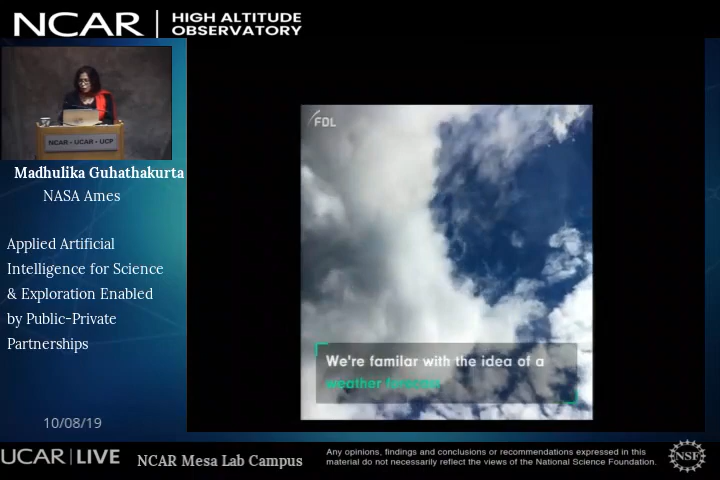 NCAR
HIGH ALTITUDE
OBSERVATORY
NCAR • UCAR • UCP
Madhulika Guhathakurta
NASA Ames
Applied Artificial
Intelligence for Science
& Exploration Enabled
by Public-Private
Partnerships
10/08/19
FDL
We're familar with the idea of a
weather forecast
UCAR | LIVE
NCAR Mesa Lab Campus
Any opinions, findings and conclusions or recommendations expressed in this
material do not necessarily reflect the views of the National Science Foundation.
NSF